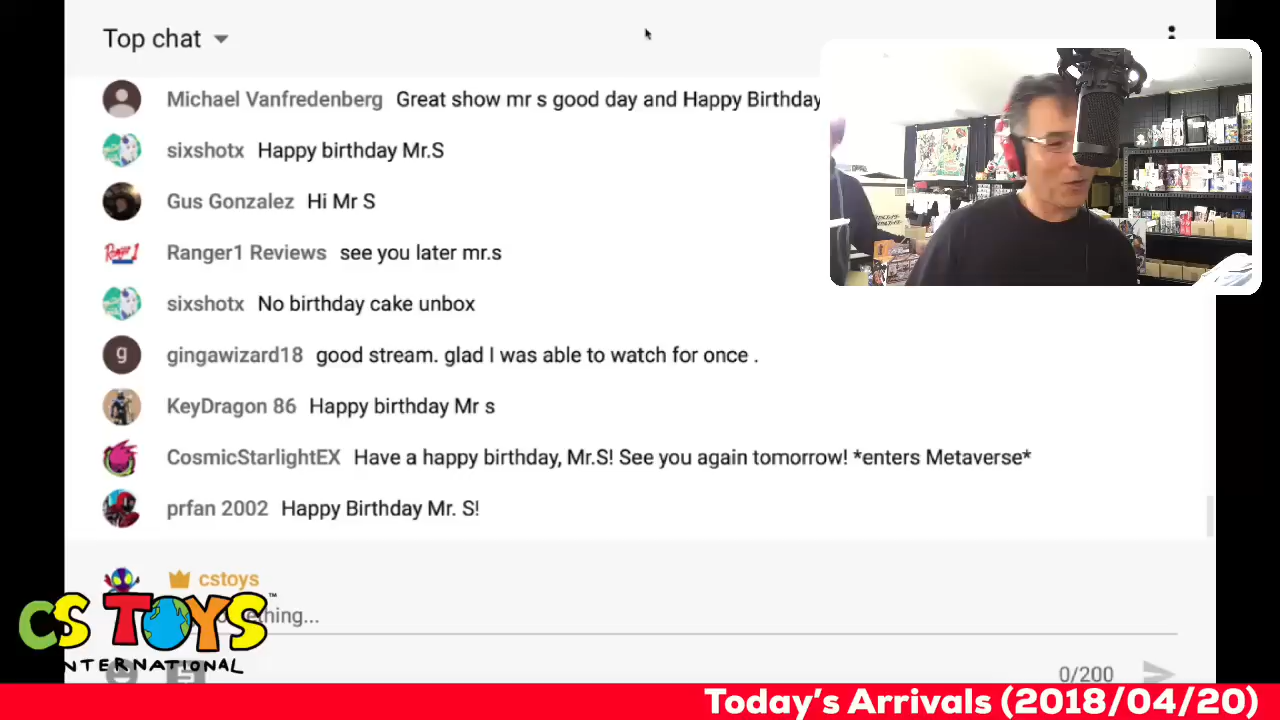 Top chat
Michael Vanfredenberg Great show mr s good day and Happy Birthday
sixshotx Happy birthday Mr.S
Gus Gonzalez Hi Mr S
Ranger1 Reviews see you later mr.s
sixshotx No birthday cake unbox
g gingawizard18 good stream. glad I was able to watch for once .
KeyDragon 86 Happy birthday Mr s
CosmicStarlightEX Have a happy birthday, Mr.S! See you again tomorrow! *enters Metaverse*
prfan 2002 Happy Birthday Mr. S!
cstoys
CS TOYS™
INTERNATIONAL
0/200
Today's Arrivals (2018/04/20)